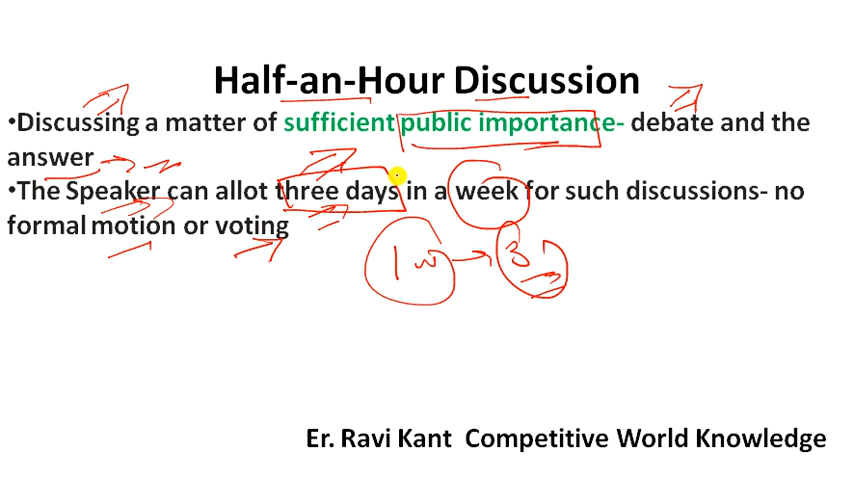 Half-an-Hour Discussion
•Discussing a matter of sufficient public importance- debate and the
answer
•The Speaker can allot three days in a week for such discussions- no
formal motion or voting
1 w → 3
Er. Ravi Kant Competitive World Knowledge